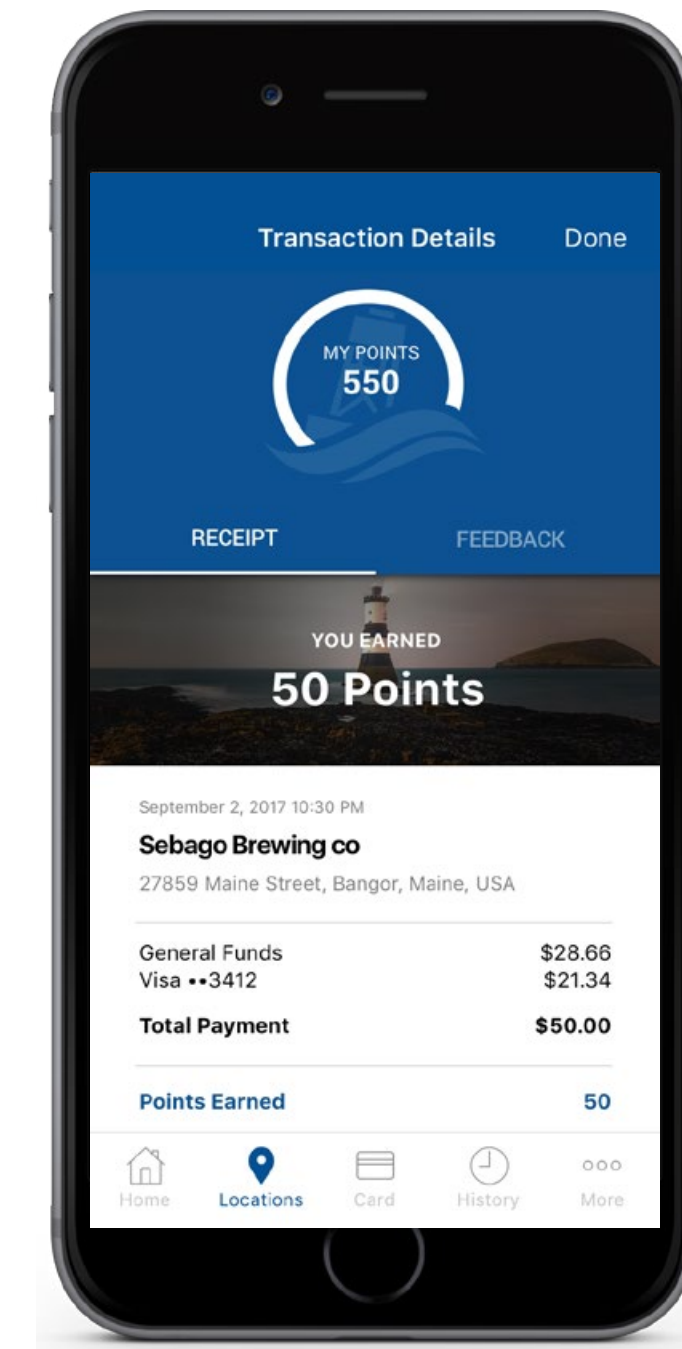 Transaction Details Done
MY POINTS
550
RECEIPT FEEDBACK
YOU EARNED
50 Points
September 2, 2017 10:30 PM
Sebago Brewing co
27859 Maine Street, Bangor, Maine, USA
General Funds $28.66
Visa ••3412 $21.34
Total Payment $50.00
Points Earned 50
Home Locations Card History More